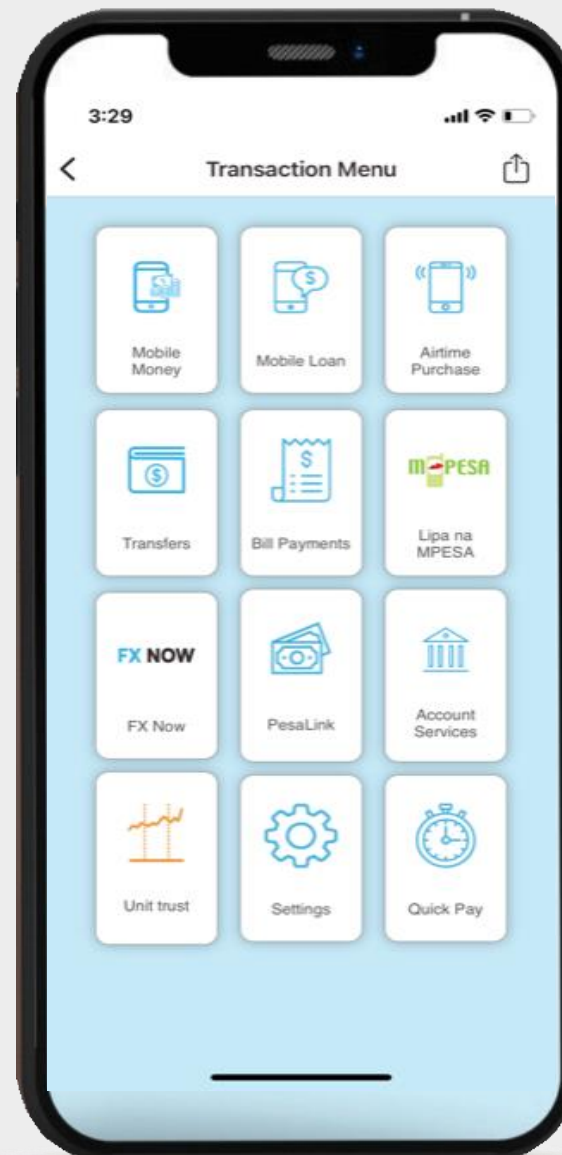 3:29
Transaction Menu
Mobile
Money
Mobile Loan
Airtime
Purchase
Transfers
Bill Payments
M-PESA
Lipa na
MPESA
FX NOW
FX Now
PesaLink
Account
Services
Unit trust
Settings
Quick Pay